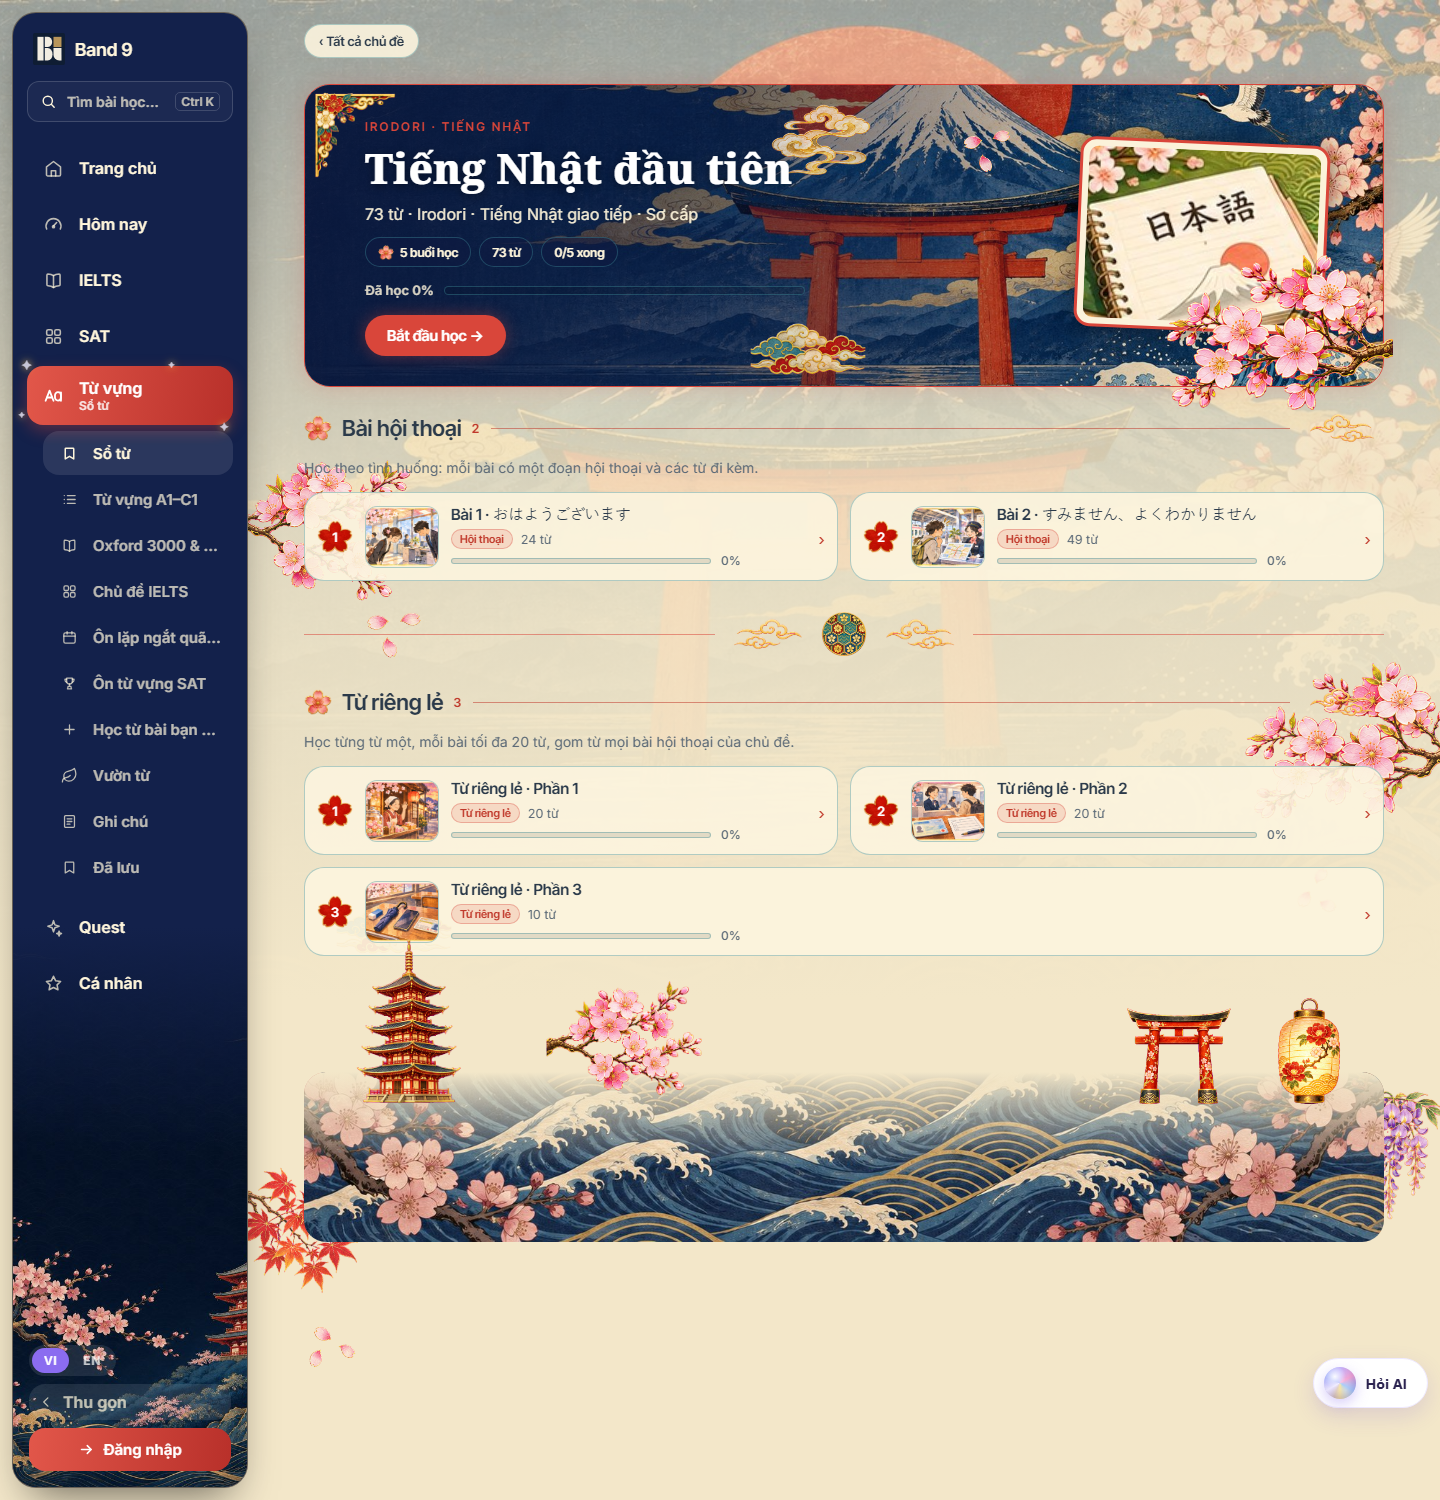 Band 9
Tìm bài học...
Ctrl K
Trang chủ
Hôm nay
IELTS
SAT
Từ vựng
Sổ từ
Sổ từ
Từ vựng A1–C1
Oxford 3000 & ...
Chủ đề IELTS
Ôn lặp ngắt quã...
Ôn từ vựng SAT
Học từ bài bạn ...
Vườn từ
Ghi chú
Đã lưu
Quest
Cá nhân
VI EN
Thu gọn
Đăng nhập
‹ Tất cả chủ đề
IRODORI · TIẾNG NHẬT
Tiếng Nhật đầu tiên
73 từ · Irodori · Tiếng Nhật giao tiếp · Sơ cấp
5 buổi học
73 từ
0/5 xong
Đã học 0%
Bắt đầu học →
日本語
Bài hội thoại 2
Học theo tình huống: mỗi bài có một đoạn hội thoại và các từ đi kèm.
1
Bài 1 · おはようございます
Hội thoại 24 từ
0%
2
Bài 2 · すみません、よくわかりません
Hội thoại 49 từ
0%
Từ riêng lẻ 3
Học từng từ một, mỗi bài tối đa 20 từ, gom từ mọi bài hội thoại của chủ đề.
1
Từ riêng lẻ · Phần 1
Từ riêng lẻ 20 từ
0%
2
Từ riêng lẻ · Phần 2
Từ riêng lẻ 20 từ
0%
3
Từ riêng lẻ · Phần 3
Từ riêng lẻ 10 từ
0%
Hỏi AI